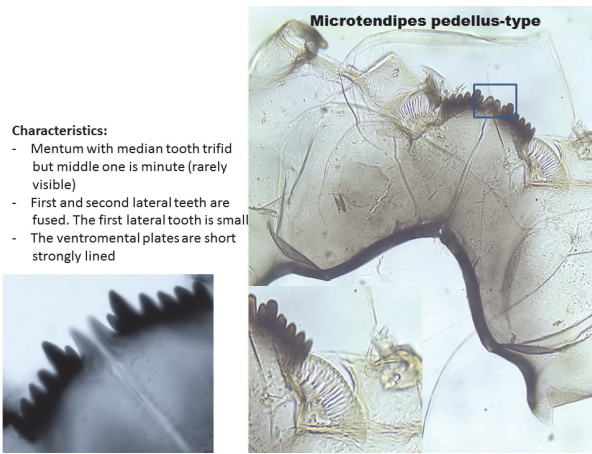 Microtendipes pedellus-type
Characteristics:
- Mentum with median tooth trifid
but middle one is minute (rarely
visible)
- First and second lateral teeth are
fused. The first lateral tooth is small
- The ventromental plates are short
strongly lined